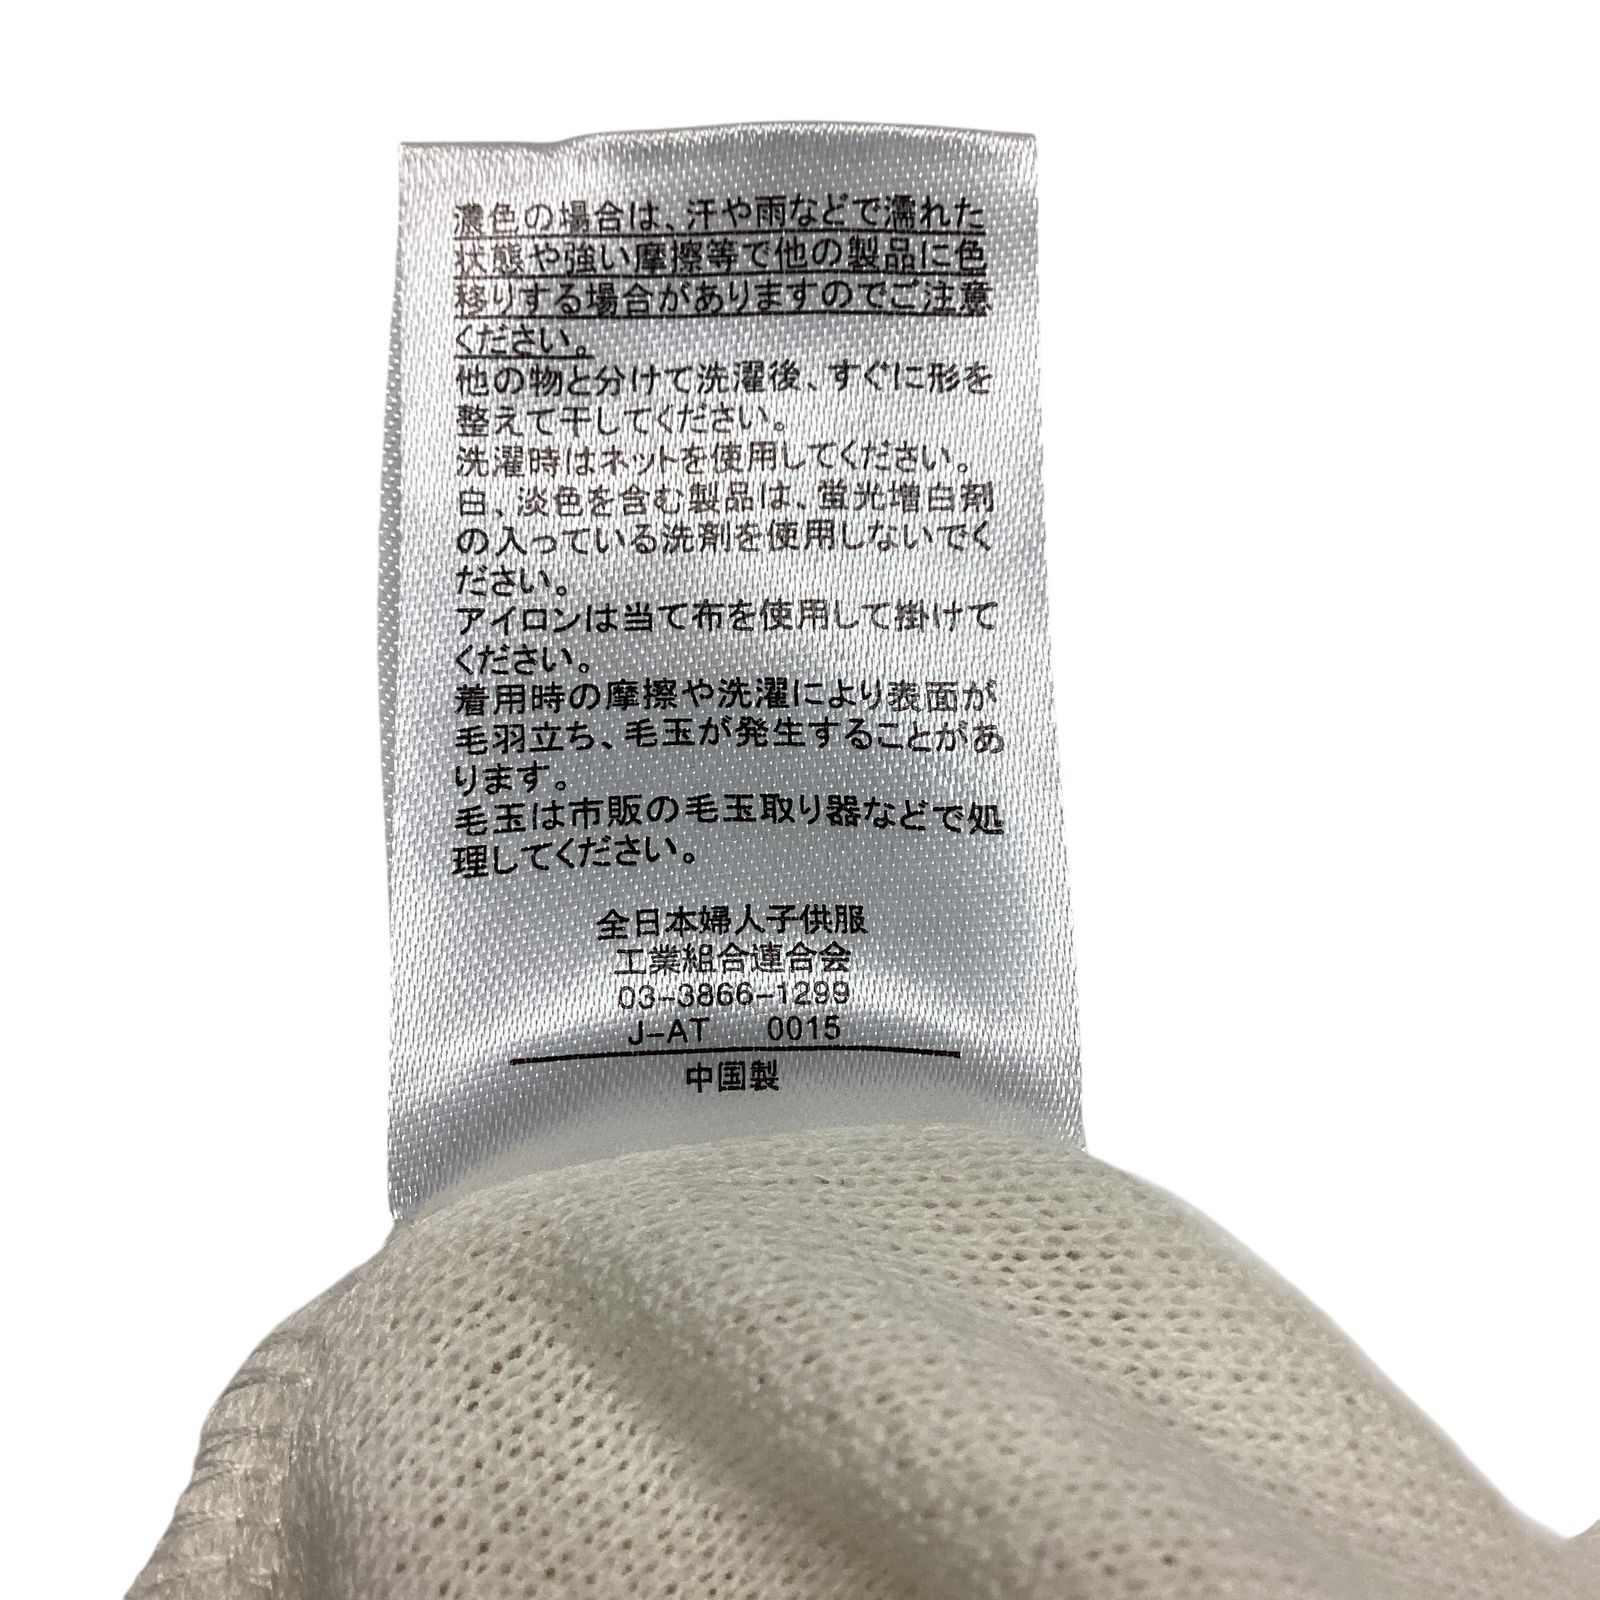 濃色の場合は、汗や雨などで濡れた
状態や強い摩擦等で他の製品に色
移りする場合がありますのでご注意
ください。
他の物と分けて洗濯後、すぐに形を
整えて干してください。
洗濯時はネットを使用してください。
白、淡色を含む製品は、蛍光増白剤
の入っている洗剤を使用しないでく
ださい。
アイロンは当て布を使用して掛けて
ください。
着用時の摩擦や洗濯により表面が
毛羽立ち、毛玉が発生することがあ
ります。
毛玉は市販の毛玉取り器などで処
理してください。
全日本婦人子供服
工業組合連合会
03-3866-1299
J-AT 0015
中国製